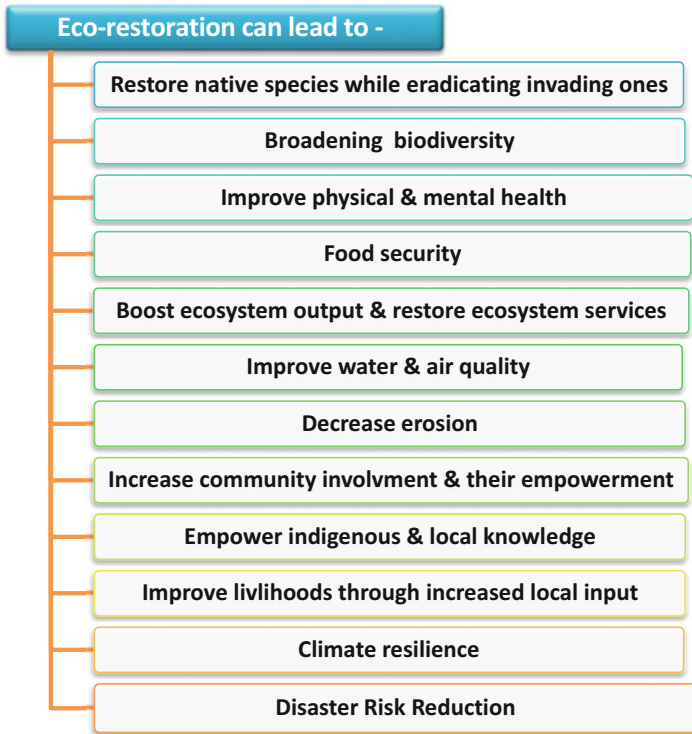 Eco-restoration can lead to -
Restore native species while eradicating invading ones
Broadening biodiversity
Improve physical & mental health
Food security
Boost ecosystem output & restore ecosystem services
Improve water & air quality
Decrease erosion
Increase community involvment & their empowerment
Empower indigenous & local knowledge
Improve livlihoods through increased local input
Climate resilience
Disaster Risk Reduction